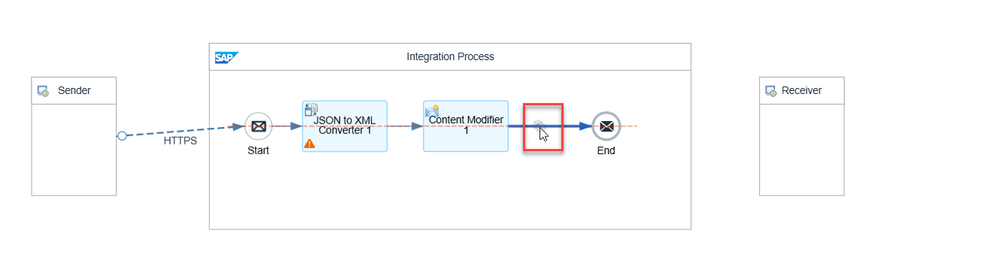 SAP
Integration Process
Sender
Receiver
HTTPS
Start
JSON to XML
Converter 1
Content Modifier
1
End